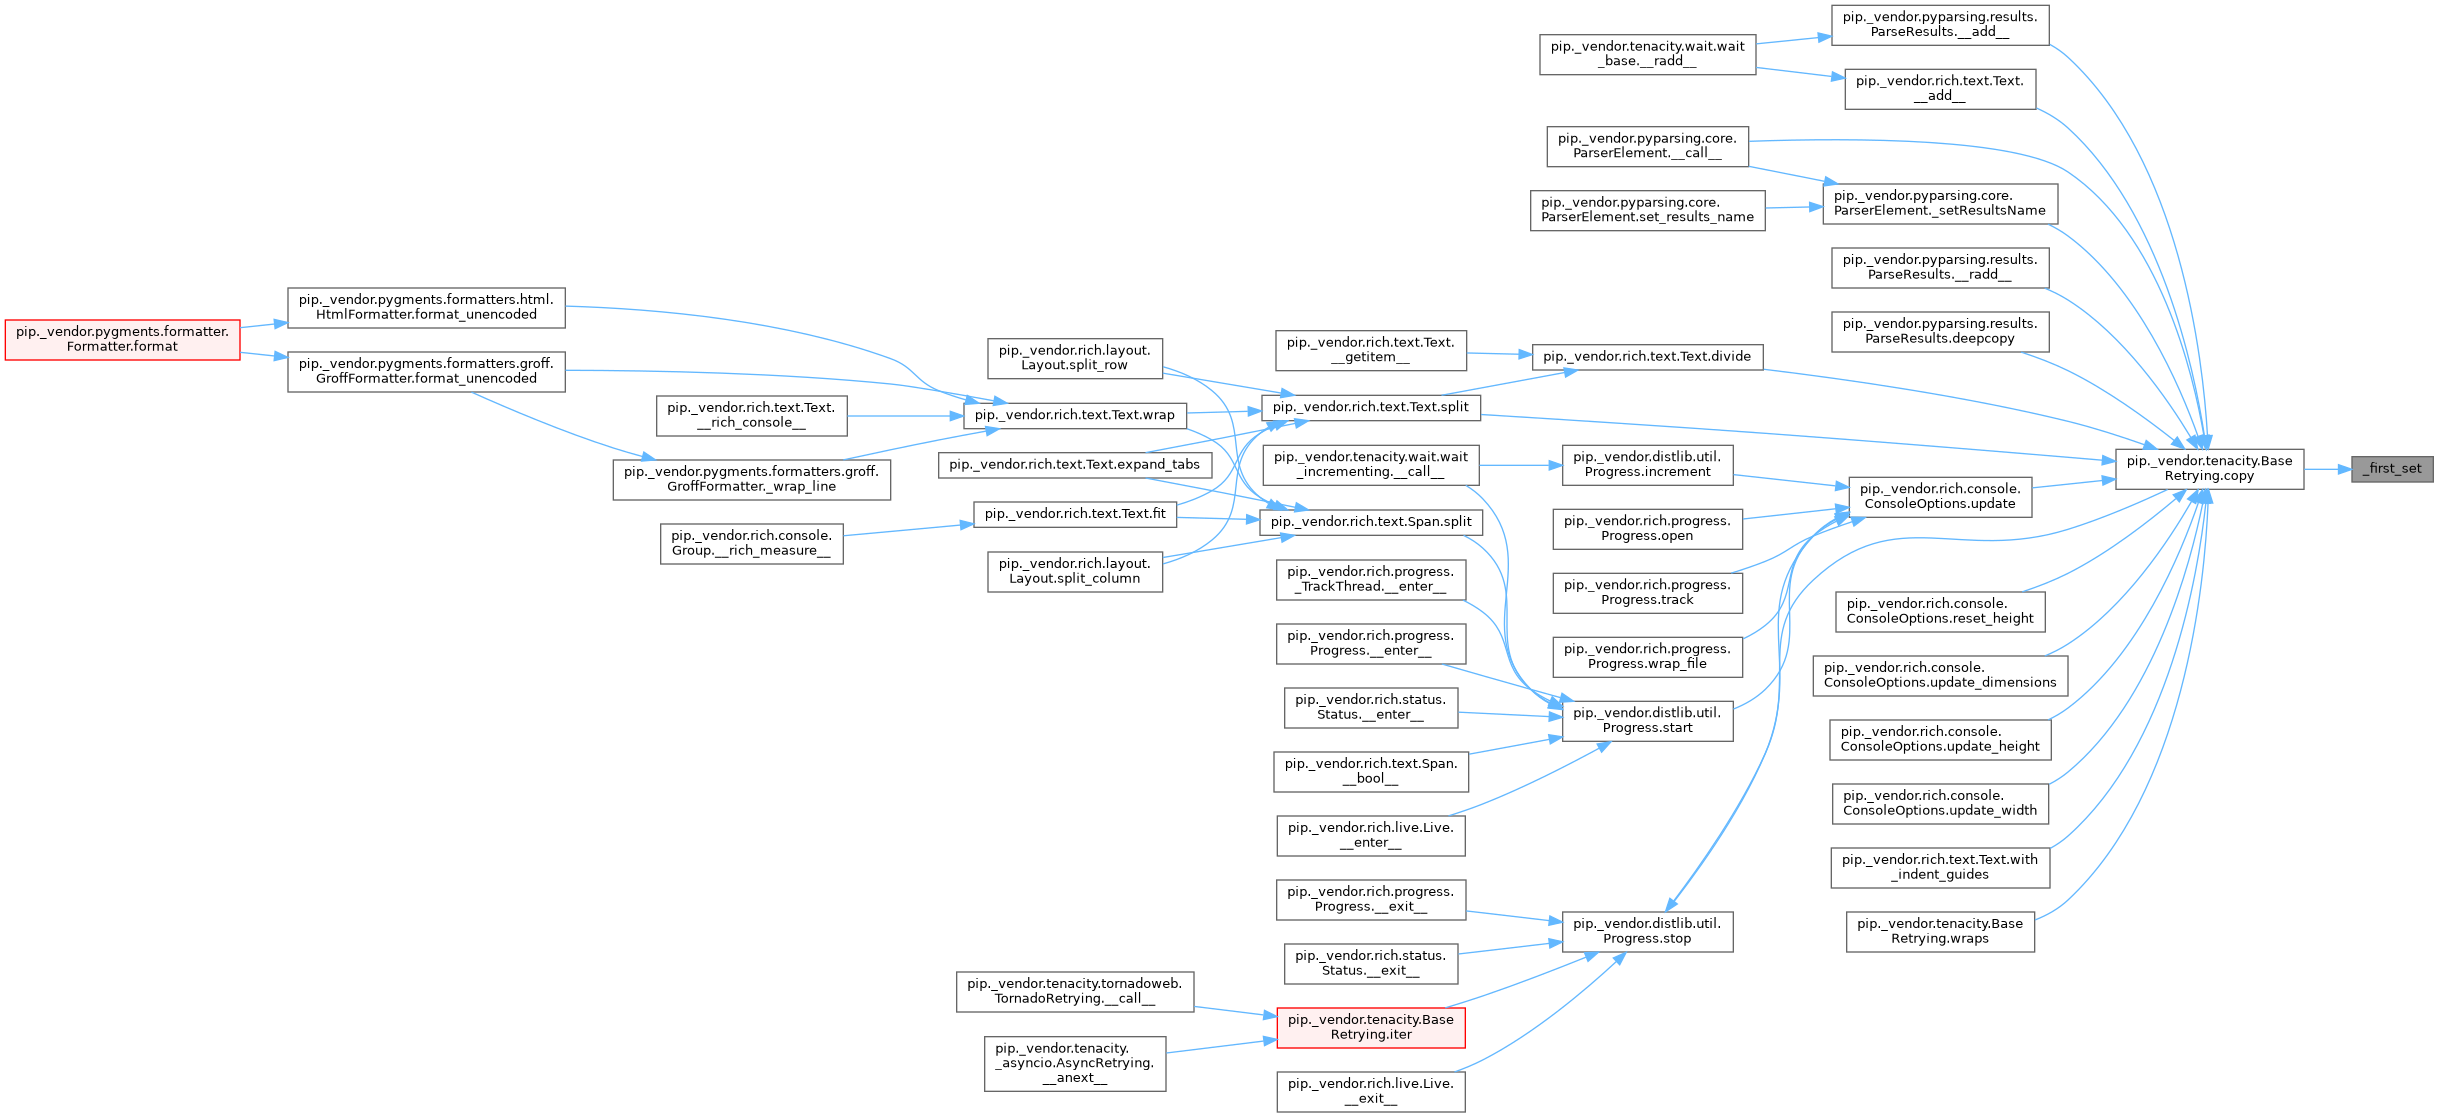 pip._vendor.pyparsing.results.
ParseResults.__add__
pip._vendor.tenacity.wait.wait
_base.__radd__
pip._vendor.rich.text.Text.
__add__
pip._vendor.pyparsing.core.
ParserElement.__call__
pip._vendor.pyparsing.core.
ParserElement._setResultsName
pip._vendor.pyparsing.core.
ParserElement.set_results_name
pip._vendor.pyparsing.results.
ParseResults.__radd__
pip._vendor.pygments.formatters.html.
HtmlFormatter.format_unencoded
pip._vendor.pyparsing.results.
ParseResults.deepcopy
pip._vendor.pygments.formatter.
Formatter.format
pip._vendor.rich.text.Text.
__getitem__
pip._vendor.rich.layout.
Layout.split_row
pip._vendor.rich.text.Text.divide
pip._vendor.pygments.formatters.groff.
GroffFormatter.format_unencoded
pip._vendor.rich.text.Text.
__rich_console__
pip._vendor.rich.text.Text.wrap
pip._vendor.rich.text.Text.split
pip._vendor.pygments.formatters.groff.
GroffFormatter._wrap_line
pip._vendor.rich.text.Text.expand_tabs
pip._vendor.tenacity.wait.wait
_incrementing.__call__
pip._vendor.distlib.util.
Progress.increment
pip._vendor.tenacity.Base
Retrying.copy
_first_set
pip._vendor.rich.console.
ConsoleOptions.update
pip._vendor.rich.text.Text.fit
pip._vendor.rich.text.Span.split
pip._vendor.rich.progress.
Progress.open
pip._vendor.rich.console.
Group.__rich_measure__
pip._vendor.rich.layout.
Layout.split_column
pip._vendor.rich.progress.
_TrackThread.__enter__
pip._vendor.rich.progress.
Progress.track
pip._vendor.rich.console.
ConsoleOptions.reset_height
pip._vendor.rich.progress.
Progress.__enter__
pip._vendor.rich.progress.
Progress.wrap_file
pip._vendor.rich.console.
ConsoleOptions.update_dimensions
pip._vendor.rich.status.
Status.__enter__
pip._vendor.distlib.util.
Progress.start
pip._vendor.rich.console.
ConsoleOptions.update_height
pip._vendor.rich.text.Span.
__bool__
pip._vendor.rich.console.
ConsoleOptions.update_width
pip._vendor.rich.live.Live.
__enter__
pip._vendor.rich.text.Text.with
_indent_guides
pip._vendor.rich.progress.
Progress.__exit__
pip._vendor.distlib.util.
Progress.stop
pip._vendor.tenacity.Base
Retrying.wraps
pip._vendor.rich.status.
Status.__exit__
pip._vendor.tenacity.tornadoweb.
TornadoRetrying.__call__
pip._vendor.tenacity.Base
Retrying.iter
pip._vendor.tenacity.
_asyncio.AsyncRetrying.
__anext__
pip._vendor.rich.live.Live.
__exit__